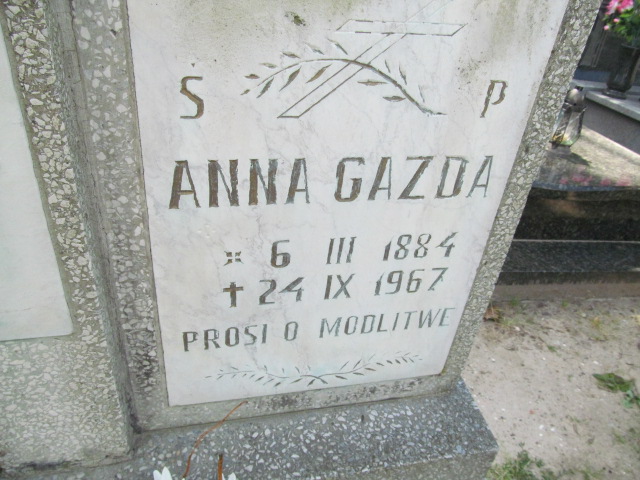 Ś P
ANNA GAZDA
¤ 6 III 1884
✝ 24 IX 1967
PROSI O MODLITWE